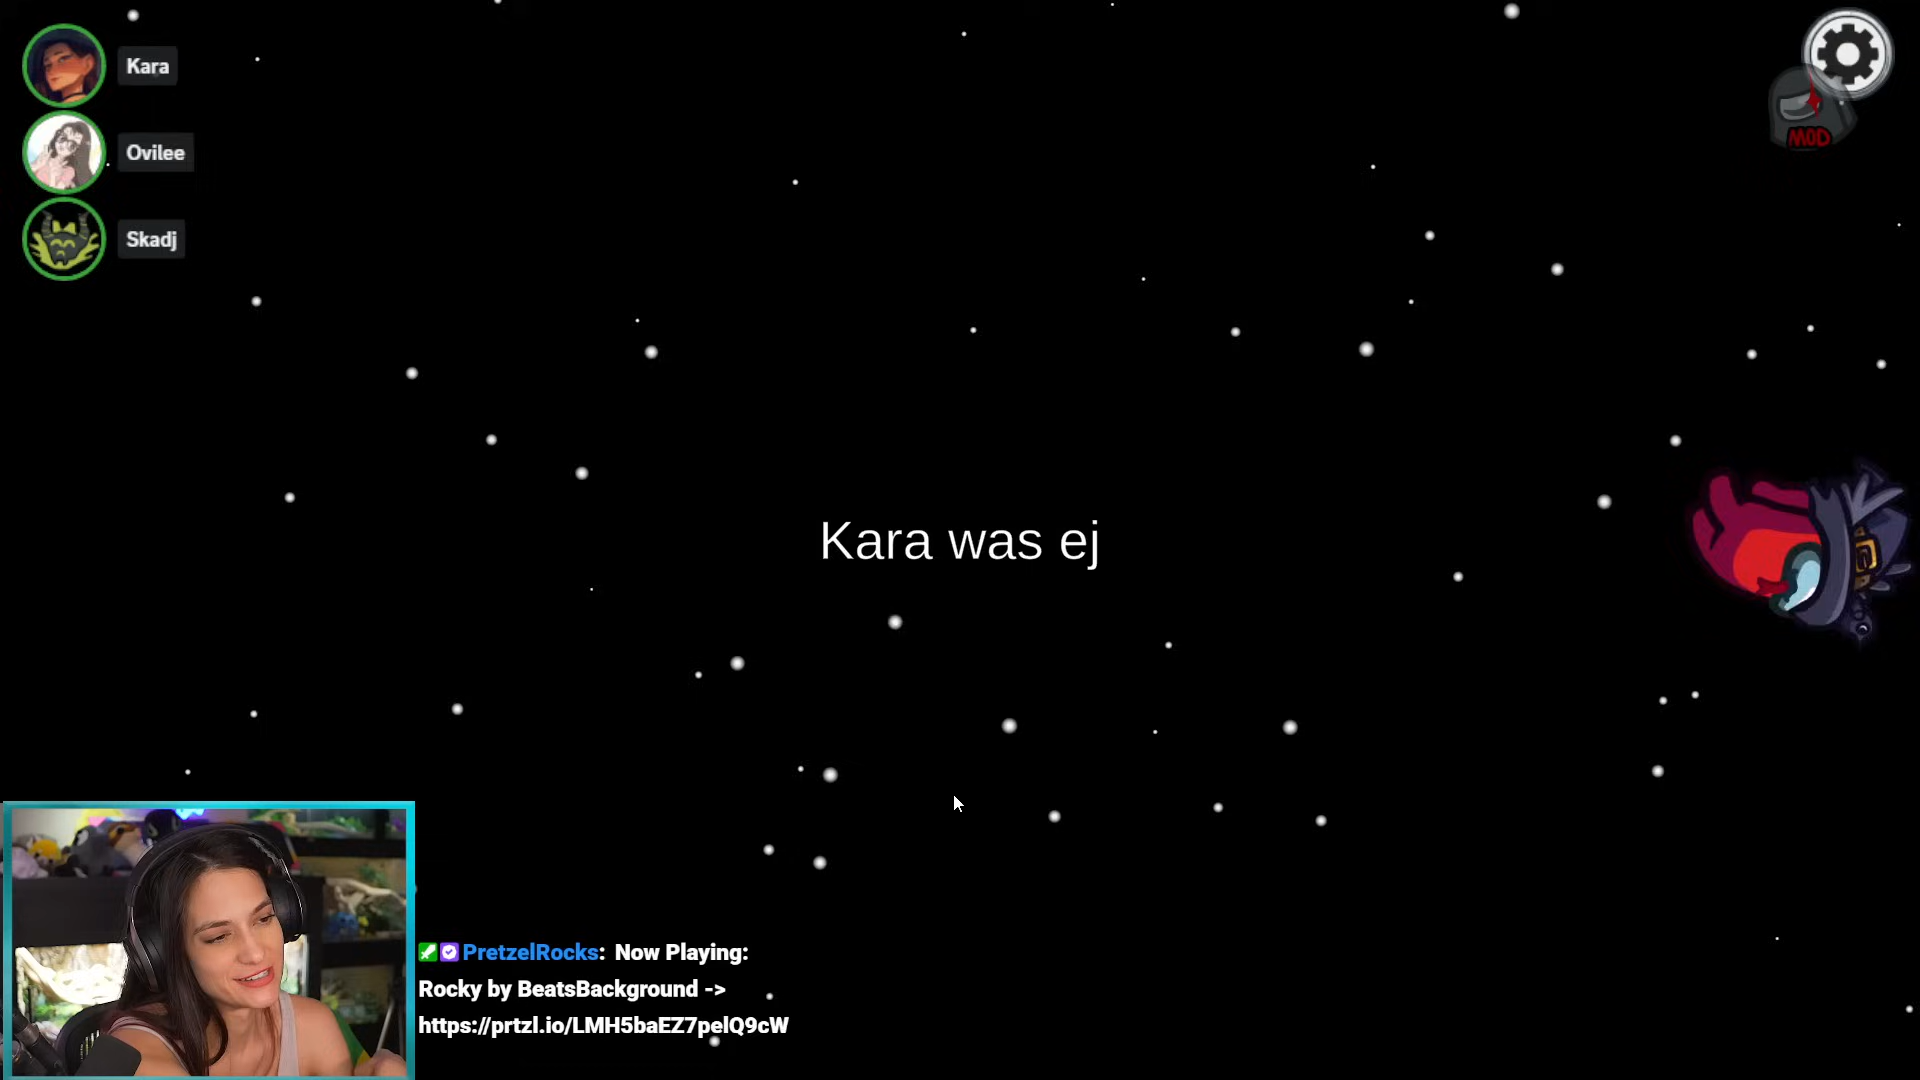 Kara
Ovilee
Skadj
MOD
Kara was ej
PretzelRocks: Now Playing:
Rocky by BeatsBackground ->
https://prtzl.io/LMH5baEZ7pelQ9cW